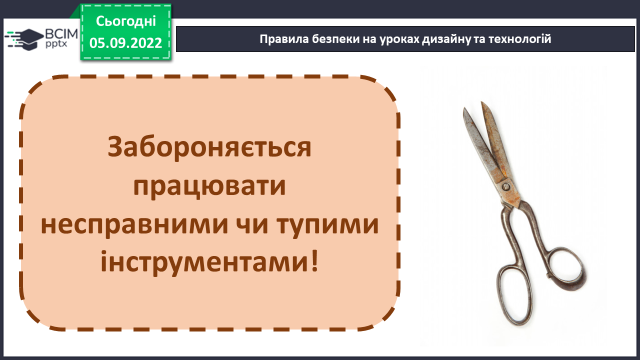 ВСІМ
pptx
Сьогодні
05.09.2022
Правила безпеки на уроках дизайну та технологій
Забороняється
працювати
несправними чи тупими
інструментами!